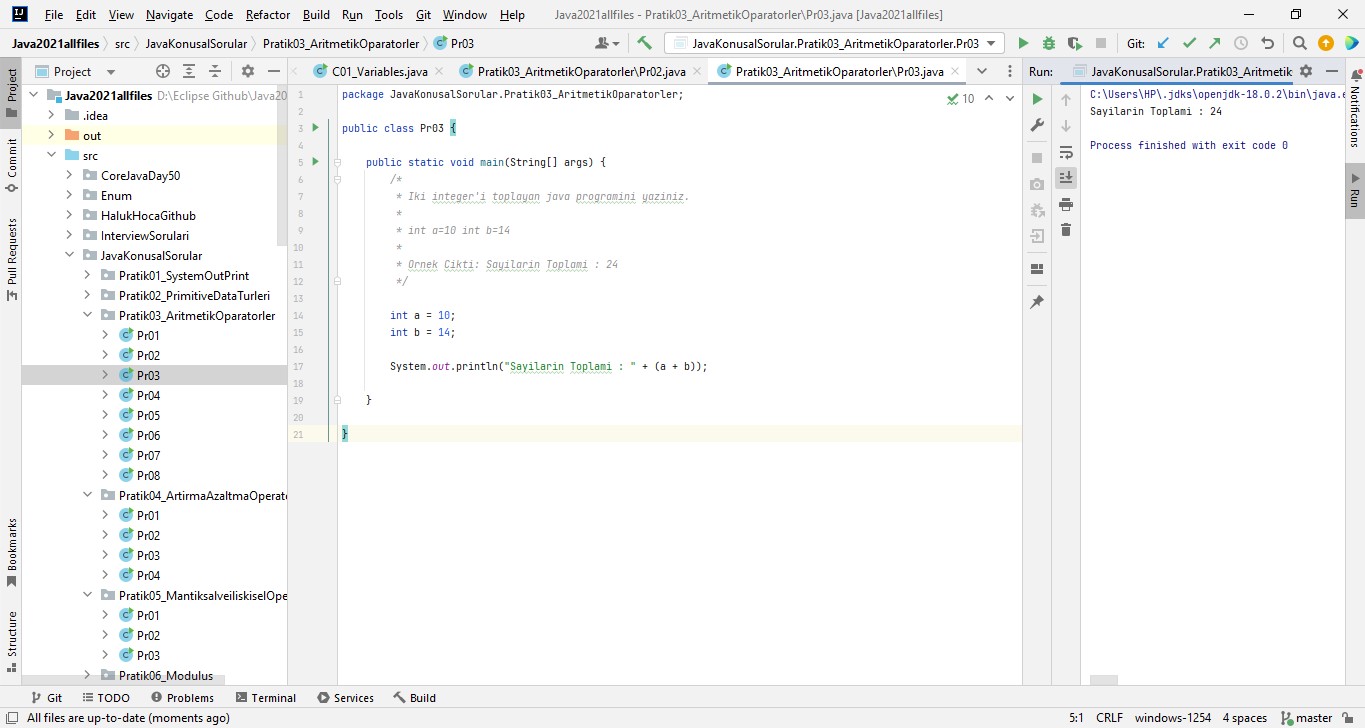 File Edit View Navigate Code Refactor Build Run Tools Git Window Help Java2021allfiles - Pratik03_AritmetikOparatorler\Pr03.java [Java2021allfiles]
Java2021allfiles src JavaKonusalSorular Pratik03_AritmetikOparatorler Pr03 JavaKonusalSorular.Pratik03_AritmetikOparatorler.Pr03 Git:
Project C01_Variables.java Pratik03_AritmetikOparatorler\Pr02.java Pratik03_AritmetikOparatorler\Pr03.java Run: JavaKonusalSorular.Pratik03_Aritmetik
Project
Commit
Pull Requests
Bookmarks
Structure
Java2021allfiles D:\Eclipse Github\Java20
.idea
out
src
CoreJavaDay50
Enum
HalukHocaGithub
InterviewSorulari
JavaKonusalSorular
Pratik01_SystemOutPrint
Pratik02_PrimitiveDataTurleri
Pratik03_AritmetikOparatorler
Pr01
Pr02
Pr03
Pr04
Pr05
Pr06
Pr07
Pr08
Pratik04_ArtirmaAzaltmaOperato
Pr01
Pr02
Pr03
Pr04
Pratik05_MantiksalveiliskiselOpe
Pr01
Pr02
Pr03
Pratik06_Modulus
1 package JavaKonusalSorular.Pratik03_AritmetikOparatorler;
2
3 public class Pr03 {
4
5 public static void main(String[] args) {
6 /*
7 * Iki integer'i toplayan java programini yaziniz.
8 *
9 * int a=10 int b=14
10 *
11 * Ornek Cikti: Sayilarin Toplami : 24
12 */
13
14 int a = 10;
15 int b = 14;
16
17 System.out.println("Sayilarin Toplami : " + (a + b));
18
19 }
20
21 }
10
C:\Users\HP\.jdks\openjdk-18.0.2\bin\java.e
Sayilarin Toplami : 24
Process finished with exit code 0
Notifications
Run
Git TODO Problems Terminal Services Build
All files are up-to-date (moments ago) 5:1 CRLF windows-1254 4 spaces master